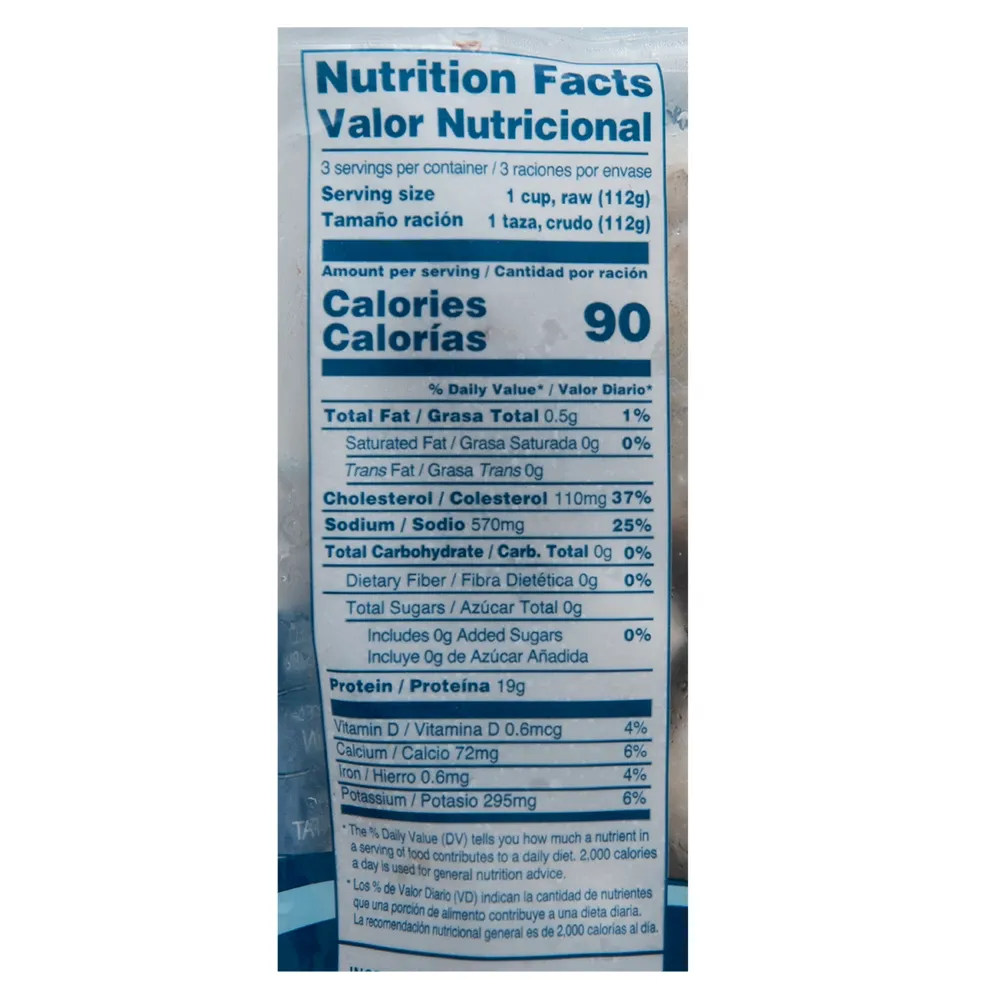 Nutrition Facts
Valor Nutricional
3 servings per container / 3 raciones por envase
Serving size 1 cup, raw (112g)
Tamaño ración 1 taza, crudo (112g)
Amount per serving / Cantidad por ración
Calories
Calorías 90
% Daily Value* / Valor Diario*
Total Fat / Grasa Total 0.5g 1%
Saturated Fat / Grasa Saturada 0g 0%
Trans Fat / Grasa Trans 0g
Cholesterol / Colesterol 110mg 37%
Sodium / Sodio 570mg 25%
Total Carbohydrate / Carb. Total 0g 0%
Dietary Fiber / Fibra Dietética 0g 0%
Total Sugars / Azúcar Total 0g
Includes 0g Added Sugars 0%
Incluye 0g de Azúcar Añadida
Protein / Proteína 19g
Vitamin D / Vitamina D 0.6mcg 4%
Calcium / Calcio 72mg 6%
Iron / Hierro 0.6mg 4%
Potassium / Potasio 295mg 6%
* The % Daily Value (DV) tells you how much a nutrient in
a serving of food contributes to a daily diet. 2,000 calories
a day is used for general nutrition advice.
* Los % de Valor Diario (VD) indican la cantidad de nutrientes
que una porción de alimento contribuye a una dieta diaria.
La recomendación nutricional general es de 2,000 calorías al día.